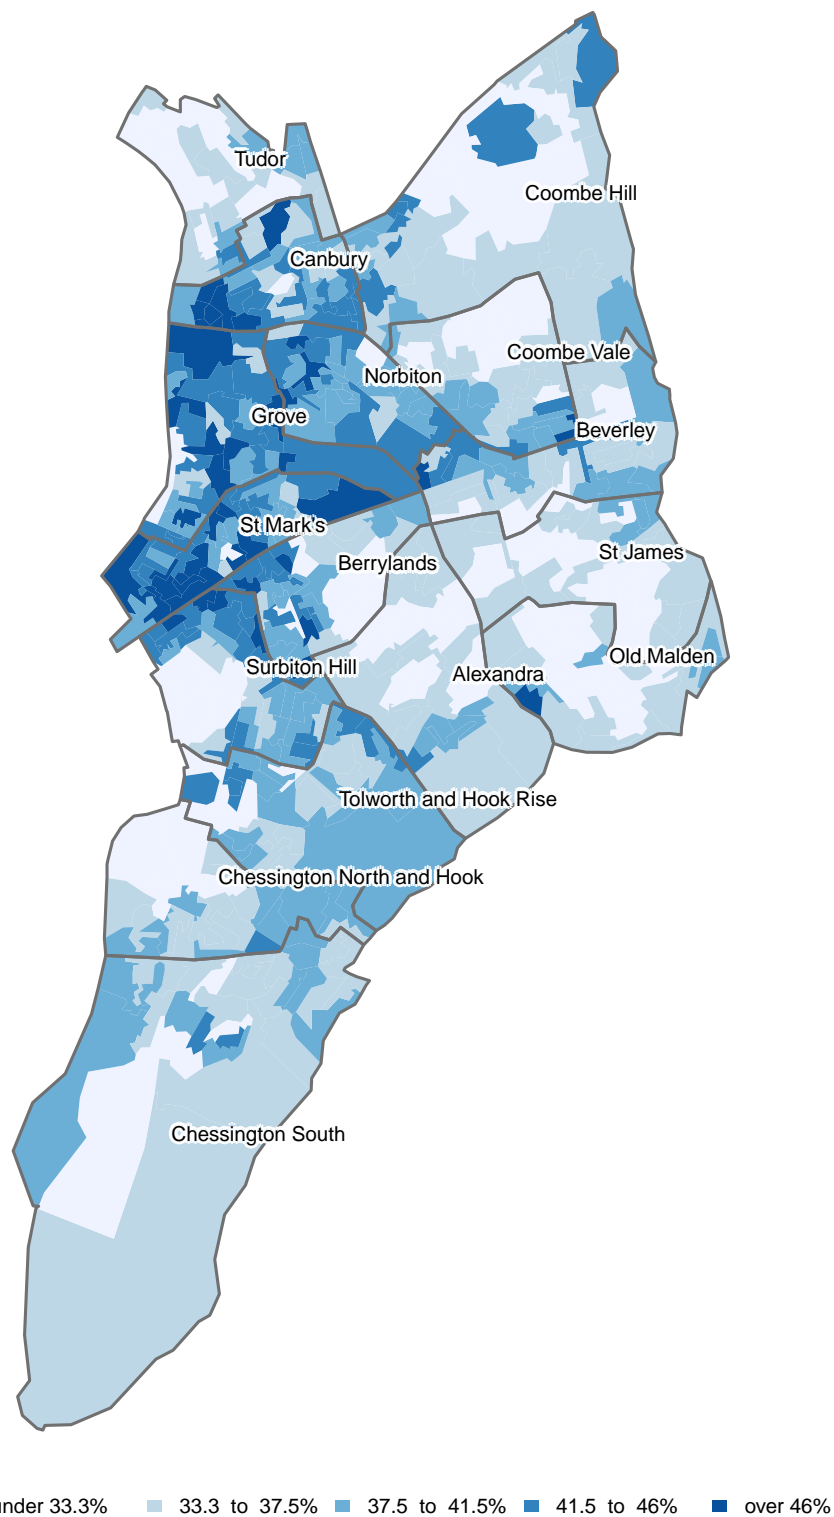 Tudor
Coombe Hill
Canbury
Coombe Vale
Norbiton
Grove
Beverley
St Mark's
St James
Berrylands
Old Malden
Surbiton Hill
Alexandra
Tolworth and Hook Rise
Chessington North and Hook
Chessington South
under 33.3% 33.3 to 37.5% 37.5 to 41.5% 41.5 to 46% over 46%